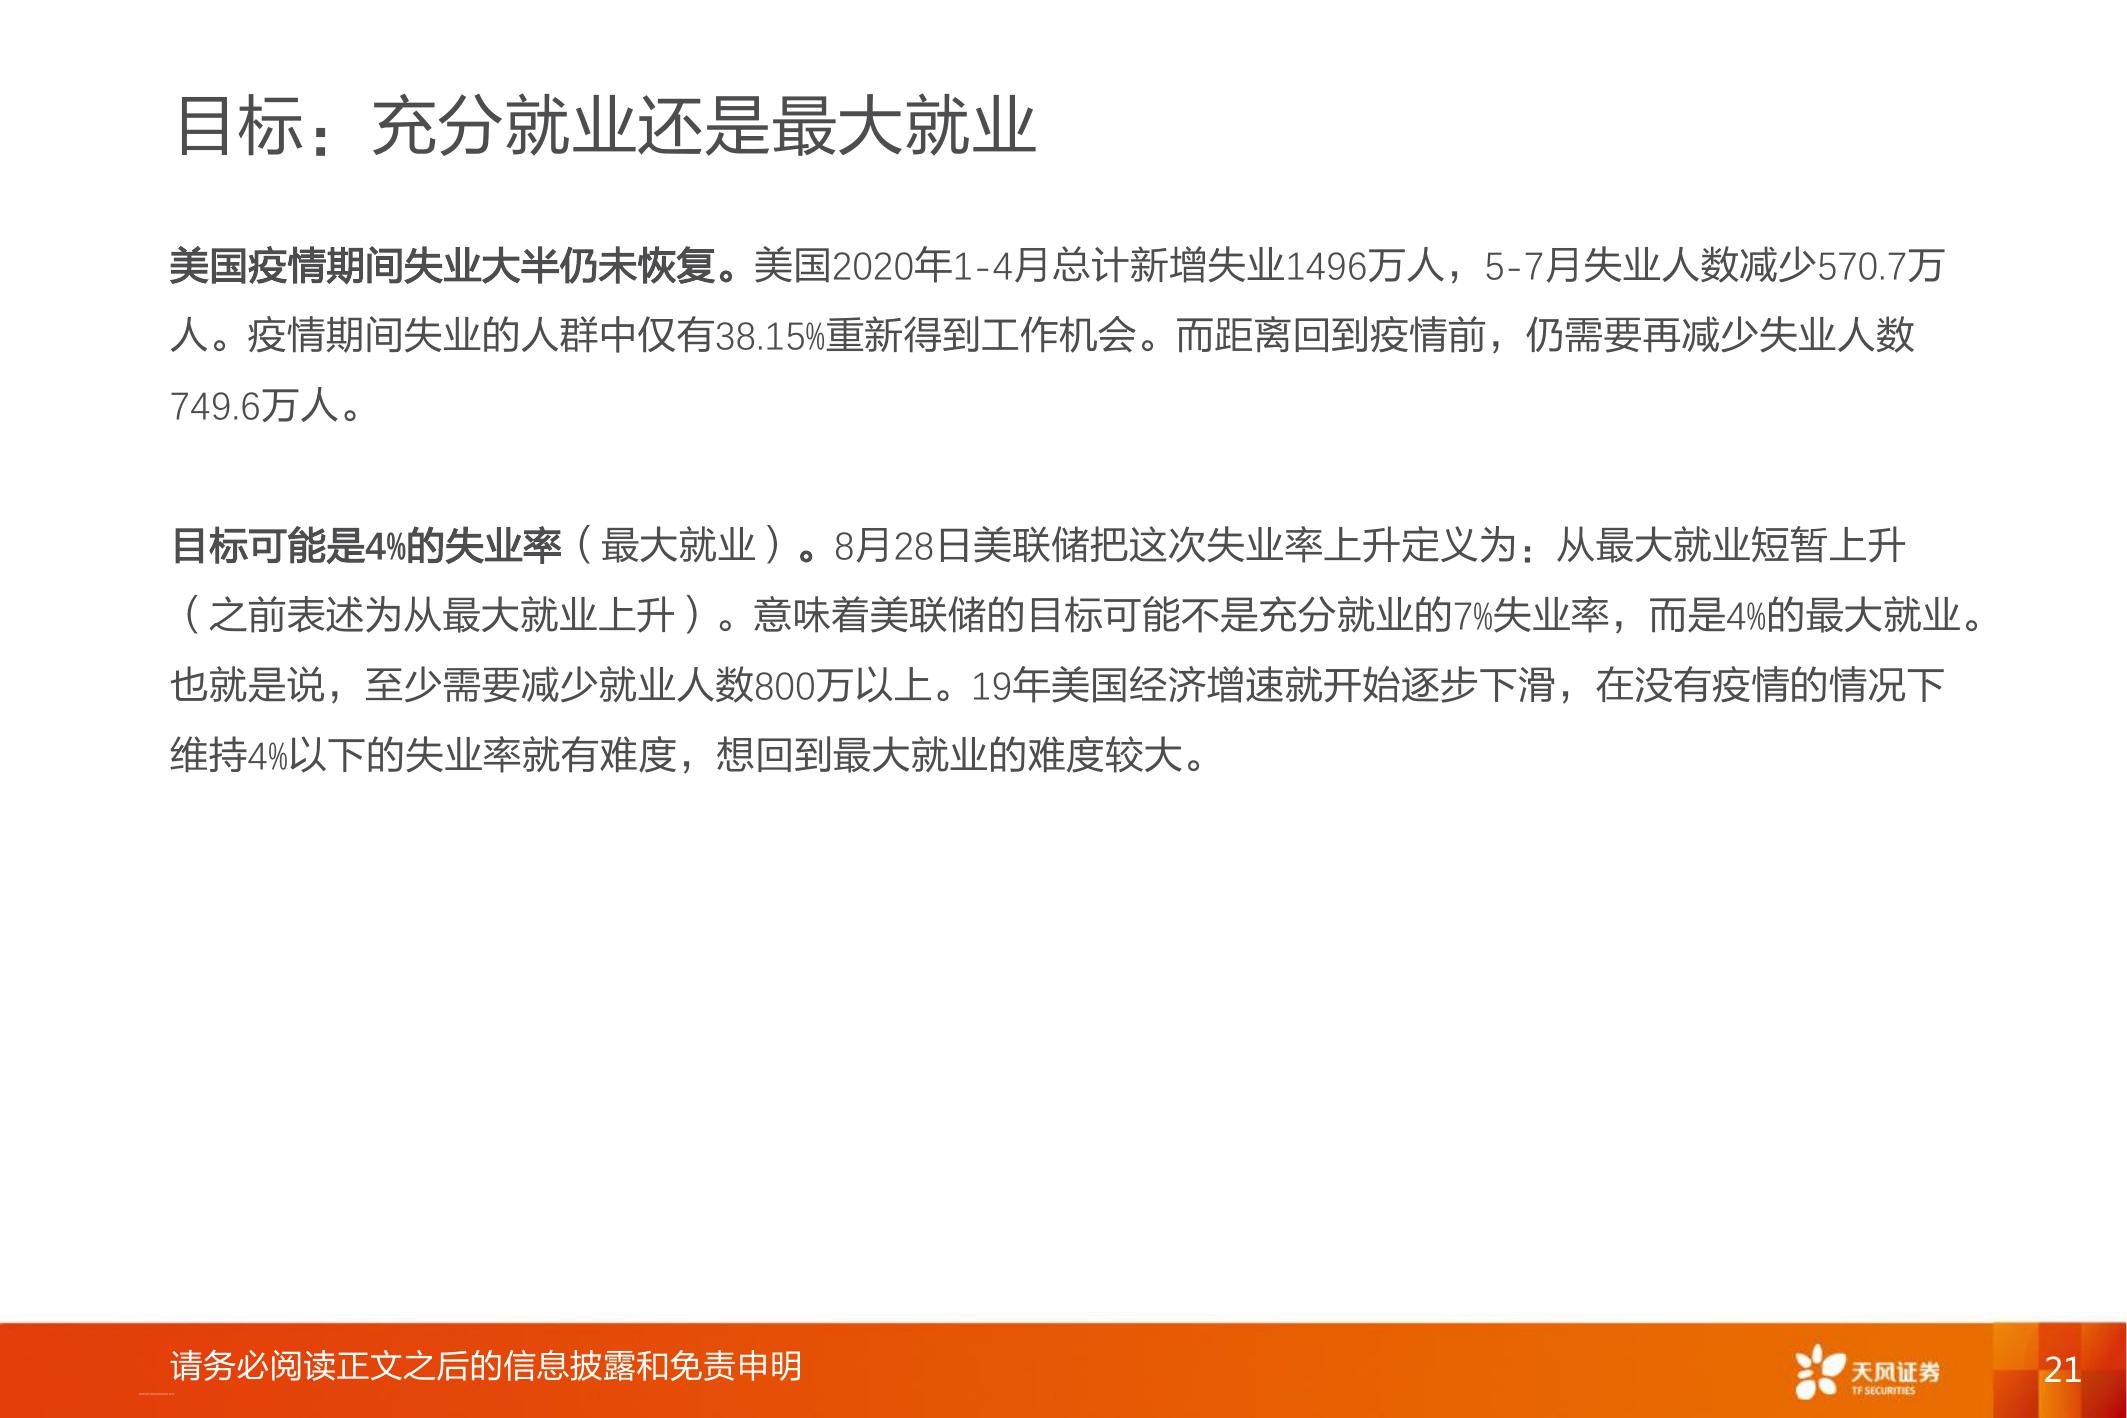 目标：充分就业还是最大就业
美国疫情期间失业大半仍未恢复。美国2020年1-4月总计新增失业1496万人，5-7月失业人数减少570.7万
人。疫情期间失业的人群中仅有38.15%重新得到工作机会。而距离回到疫情前，仍需要再减少失业人数
749.6万人。
目标可能是4%的失业率（最大就业）。8月28日美联储把这次失业率上升定义为：从最大就业短暂上升
（之前表述为从最大就业上升）。意味着美联储的目标可能不是充分就业的7%失业率，而是4%的最大就业。
也就是说，至少需要减少就业人数800万以上。19年美国经济增速就开始逐步下滑，在没有疫情的情况下
维持4%以下的失业率就有难度，想回到最大就业的难度较大。
请务必阅读正文之后的信息披露和免责申明
天风证券
TF SECURITIES
21